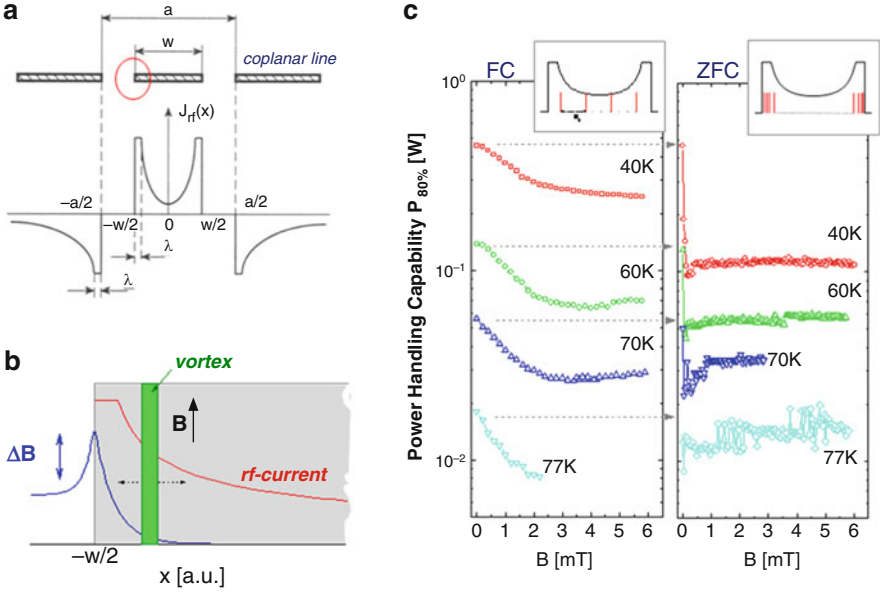 a
a
w
coplanar line
J_rf(x)
−a/2
−w/2
0
w/2
a/2
λ
λ
b
vortex
B
ΔB
rf-current
−w/2
x [a.u.]
c
FC
ZFC
Power Handling Capability P_80% [W]
10^0
10^-1
10^-2
40K
60K
70K
77K
40K
60K
70K
77K
0 1 2 3 4 5 6
B [mT]
0 1 2 3 4 5 6
B [mT]